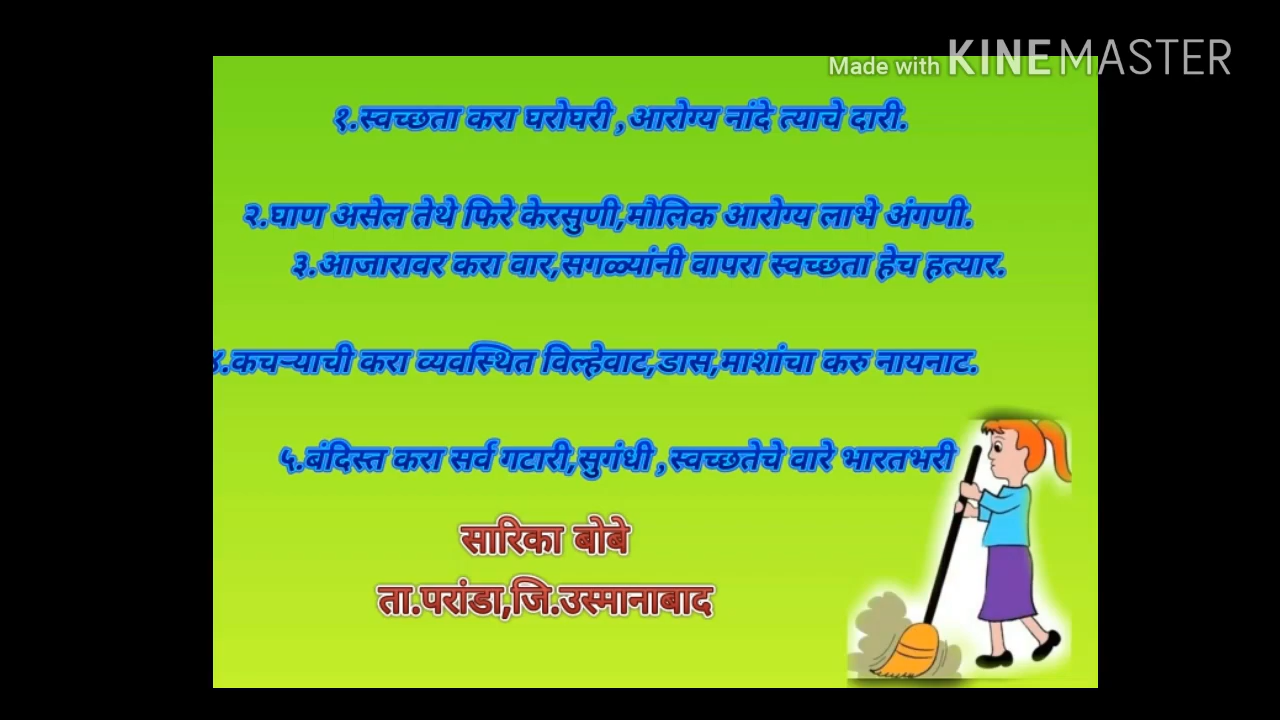 Made with KINEMASTER
१.स्वच्छता करा घरोघरी ,आरोग्य नांदे त्याचे दारी.
२.घाण असेल तेथे फिरे केरसुणी,मौलिक आरोग्य लाभे अंगणी.
३.आजारावर करा वार,सगळ्यांनी वापरा स्वच्छता हेच हत्यार.
४.कचऱ्याची करा व्यवस्थित विल्हेवाट,डास,माशांचा करु नायनाट.
५.बंदिस्त करा सर्व गटारी,सुगंधी ,स्वच्छतेचे वारे भारतभरी
सारिका बोबे
ता.परांडा,जि.उस्मानाबाद